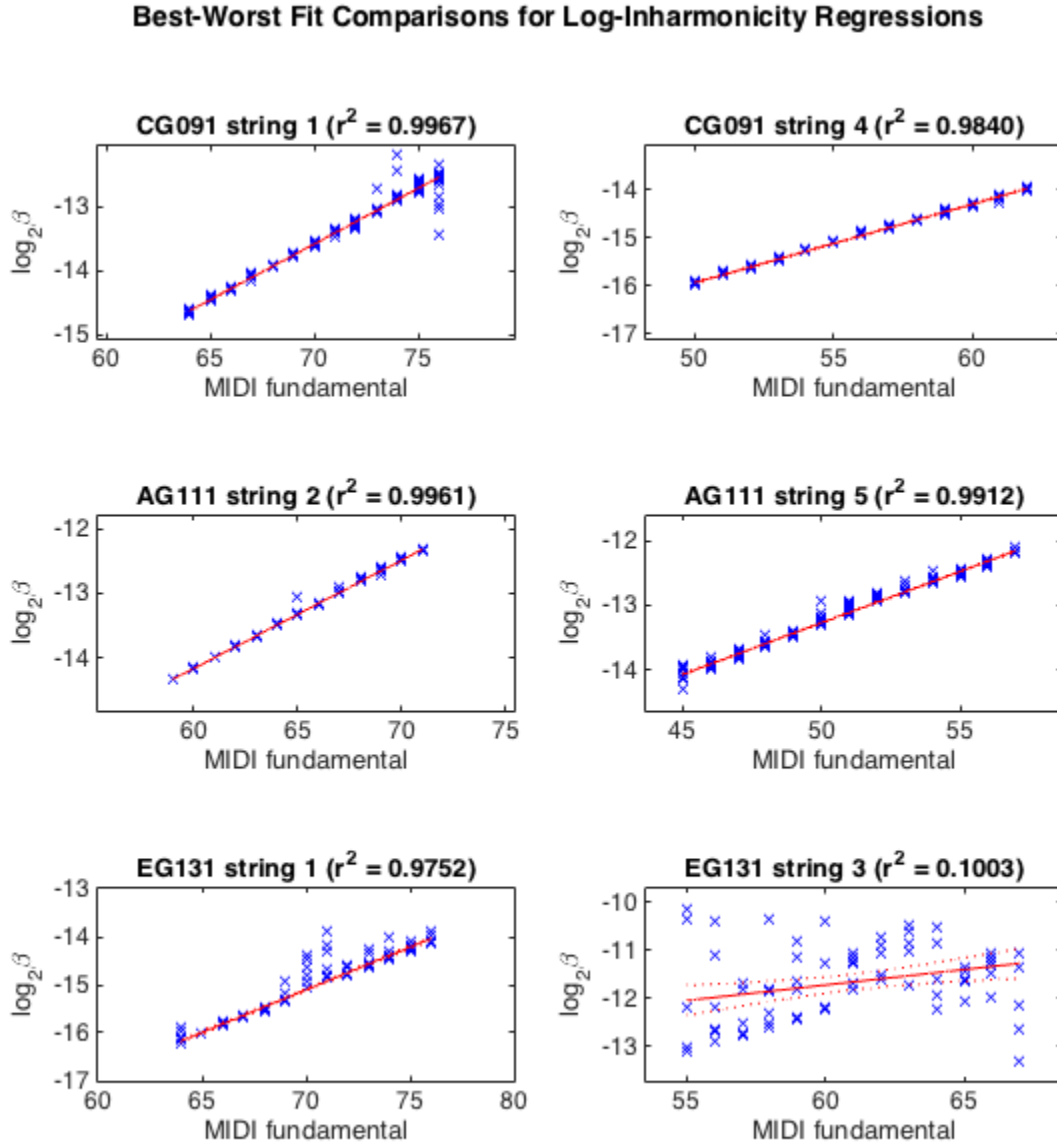 Best-Worst Fit Comparisons for Log-Inharmonicity Regressions
CG091 string 1 (r² = 0.9967)
-13
-14
-15
log₂β
60 65 70 75
MIDI fundamental
CG091 string 4 (r² = 0.9840)
-14
-15
-16
-17
log₂β
50 55 60
MIDI fundamental
AG111 string 2 (r² = 0.9961)
-12
-13
-14
log₂β
60 65 70 75
MIDI fundamental
AG111 string 5 (r² = 0.9912)
-12
-13
-14
log₂β
45 50 55
MIDI fundamental
EG131 string 1 (r² = 0.9752)
-13
-14
-15
-16
-17
log₂β
60 65 70 75 80
MIDI fundamental
EG131 string 3 (r² = 0.1003)
-10
-11
-12
-13
log₂β
55 60 65
MIDI fundamental